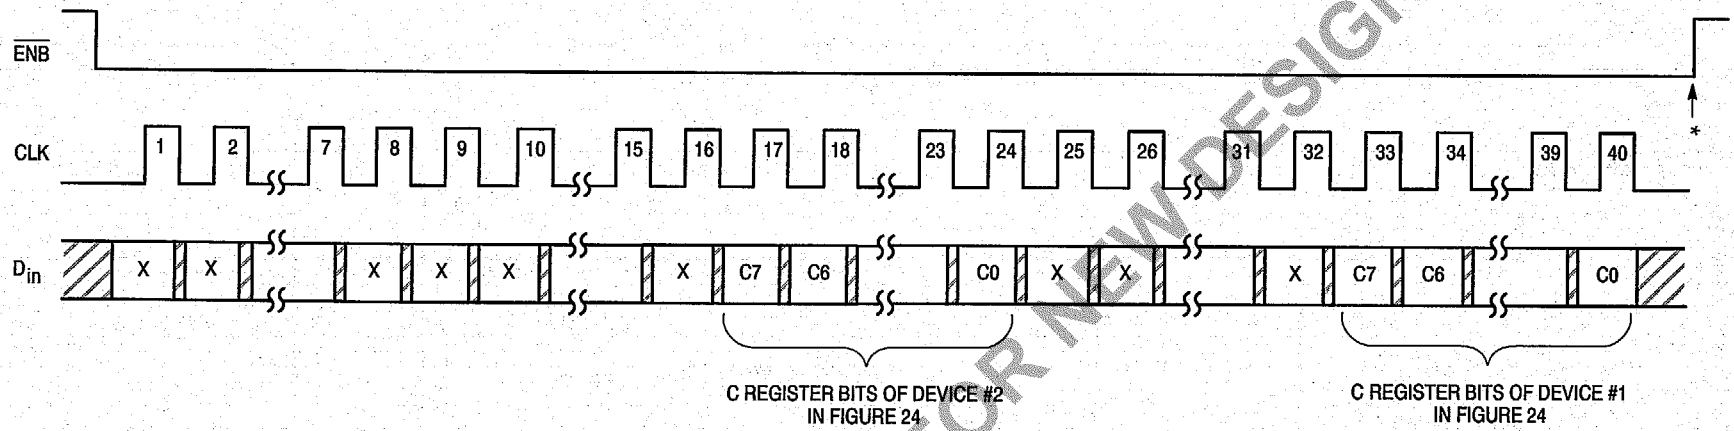 ENB
CLK
1 2 7 8 9 10 15 16 17 18 23 24 25 26 31 32 33 34 39 40
*
Din
X X X X X X C7 C6 C0 X X X C7 C6 C0
C REGISTER BITS OF DEVICE #2
IN FIGURE 24
C REGISTER BITS OF DEVICE #1
IN FIGURE 24
FOR NEW DESIGN